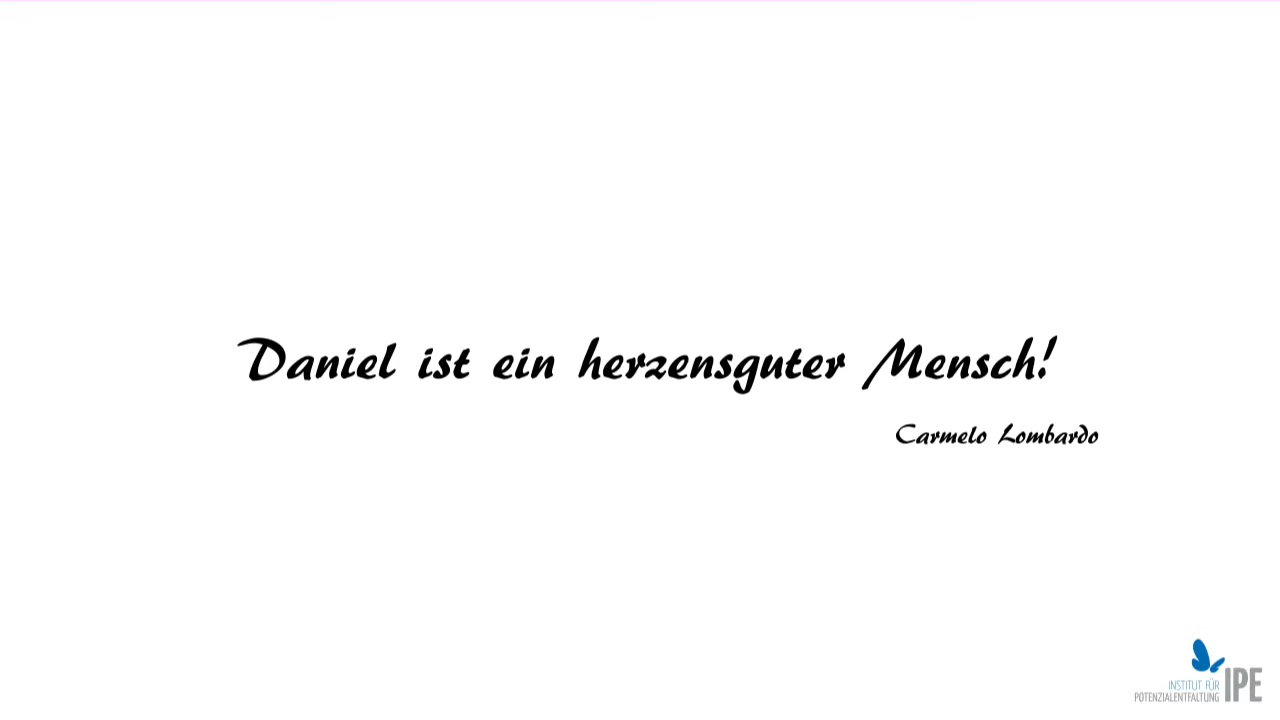 Daniel ist ein herzensguter Mensch!
Carmelo Lombardo
INSTITUT FÜR
POTENZIALENTFALTUNG
IPE